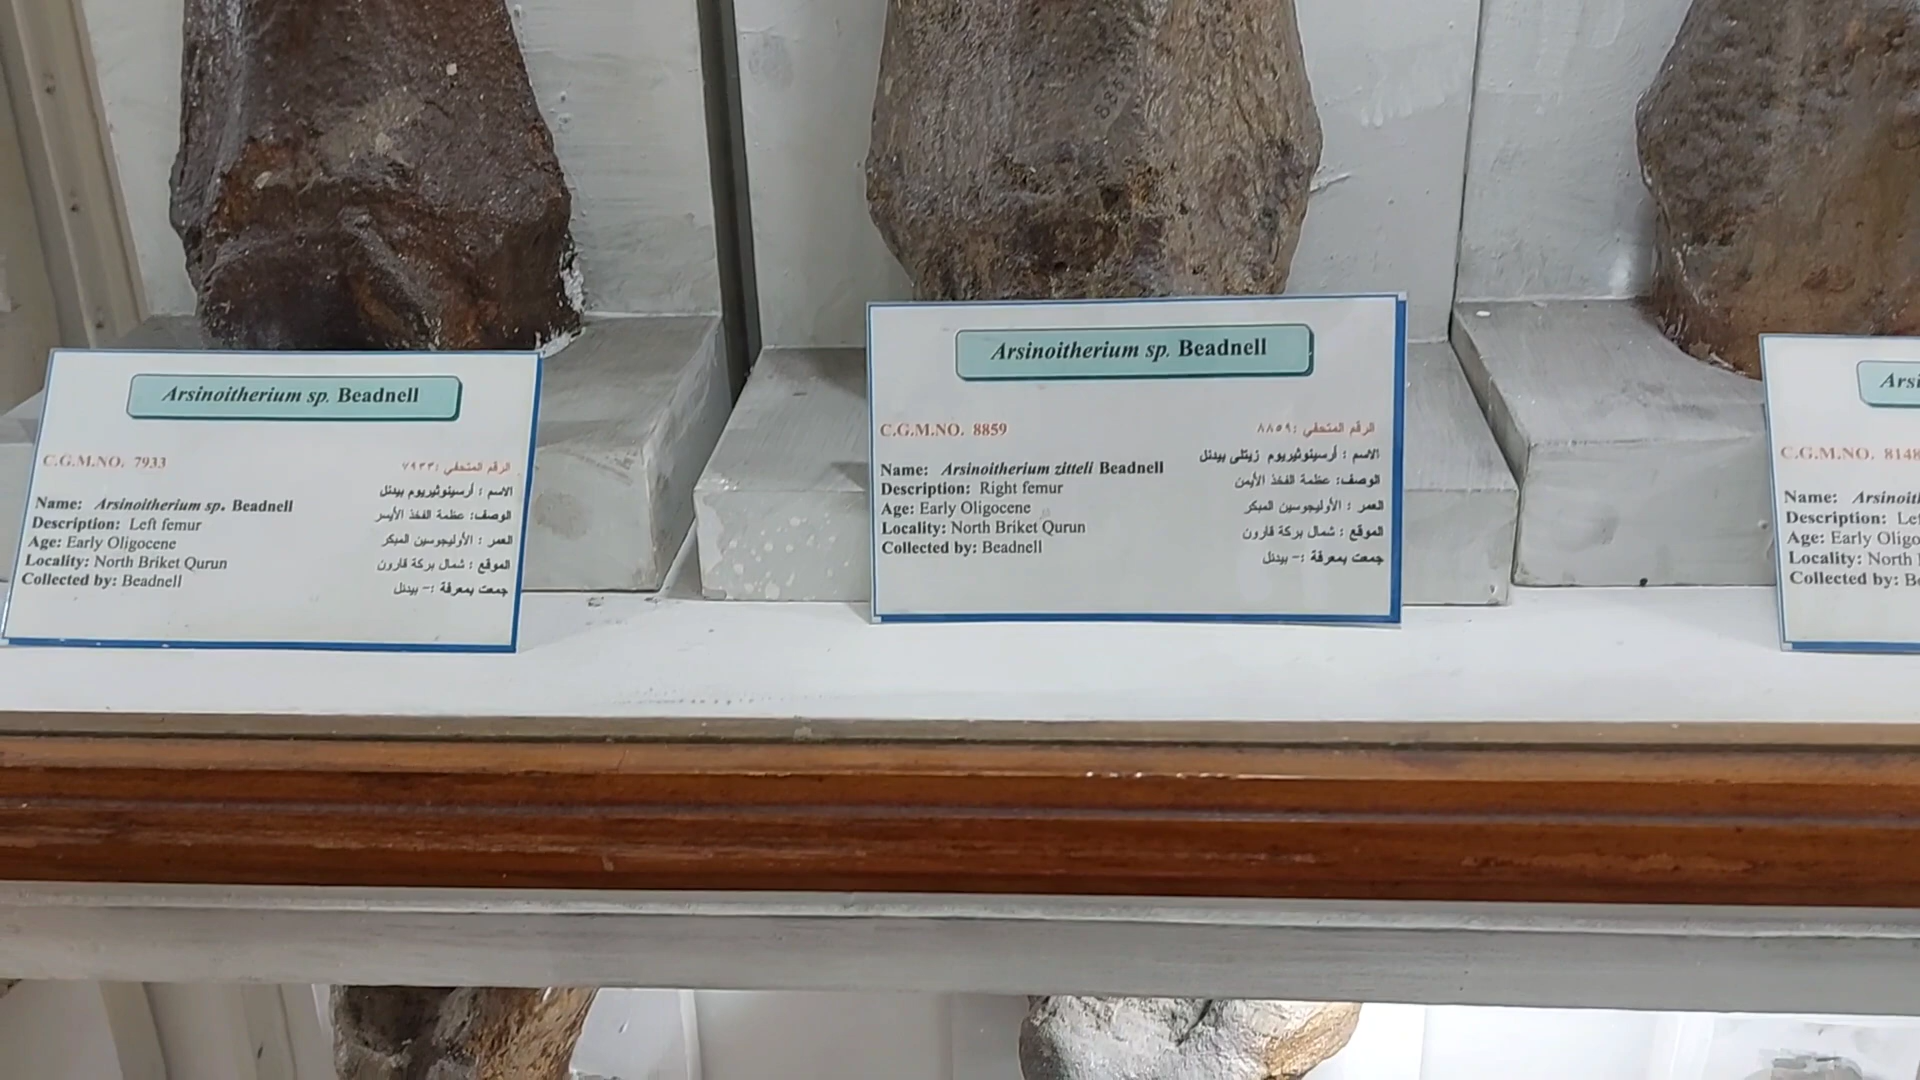 Arsinoitherium sp. Beadnell
C.G.M.NO. 7933
الرقم المتحفي :٧٩٣٣
Name: Arsinoitherium sp. Beadnell
Description: Left femur
Age: Early Oligocene
Locality: North Briket Qurun
Collected by: Beadnell
الاسم : أرسينوثيريوم بيدنل
الوصف: عظمة الفخذ الأيسر
العمر : الأوليجوسين المبكر
الموقع : شمال بركة قارون
جمعت بمعرفة :- بيدنل
Arsinoitherium sp. Beadnell
C.G.M.NO. 8859
الرقم المتحفي :٨٨٥٩
Name: Arsinoitherium zitteli Beadnell
Description: Right femur
Age: Early Oligocene
Locality: North Briket Qurun
Collected by: Beadnell
الاسم : أرسينوثيريوم زيتلى بيدنل
الوصف: عظمة الفخذ الأيمن
العمر : الأوليجوسين المبكر
الموقع : شمال بركة قارون
جمعت بمعرفة :- بيدنل
Arsi
C.G.M.NO. 8148
Name: Arsinoit
Description: Le
Age: Early Oligo
Locality: North
Collected by: Be